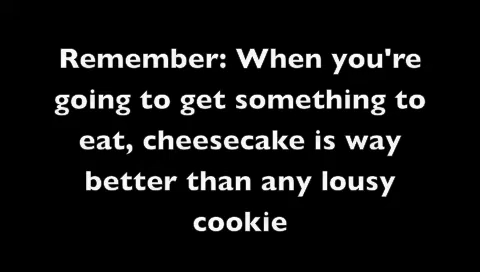 Remember: When you're
going to get something to
eat, cheesecake is way
better than any lousy
cookie